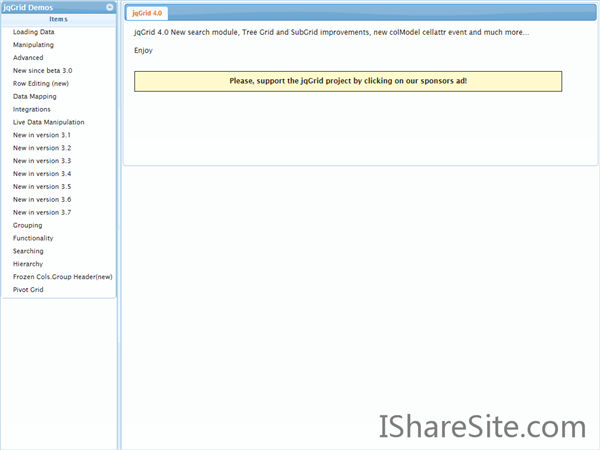 jqGrid Demos
Items
Loading Data
Manipulating
Advanced
New since beta 3.0
Row Editing (new)
Data Mapping
Integrations
Live Data Manipulation
New in version 3.1
New in version 3.2
New in version 3.3
New in version 3.4
New in version 3.5
New in version 3.6
New in version 3.7
Grouping
Functionality
Searching
Hierarchy
Frozen Cols.Group Header(new)
Pivot Grid
jqGrid 4.0
jqGrid 4.0 New search module, Tree Grid and SubGrid improvements, new colModel cellattr event and much more...
Enjoy
Please, support the jqGrid project by clicking on our sponsors ad!
IShareSite.com